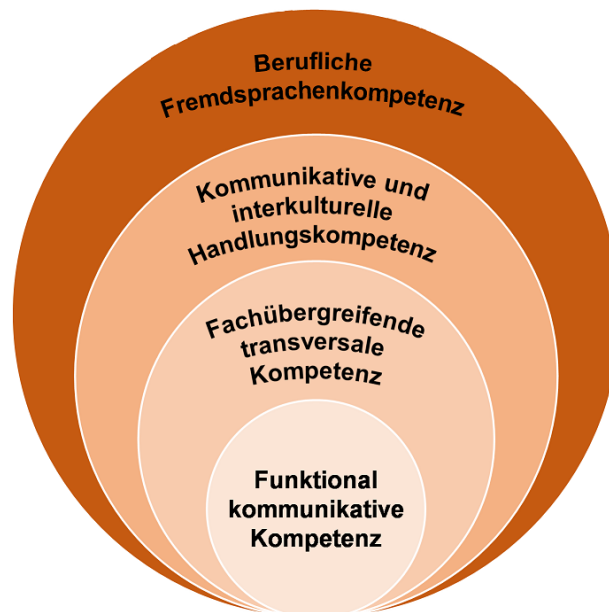 Berufliche
Fremdsprachenkompetenz
Kommunikative und
interkulturelle
Handlungskompetenz
Fachübergreifende
transversale
Kompetenz
Funktional
kommunikative
Kompetenz